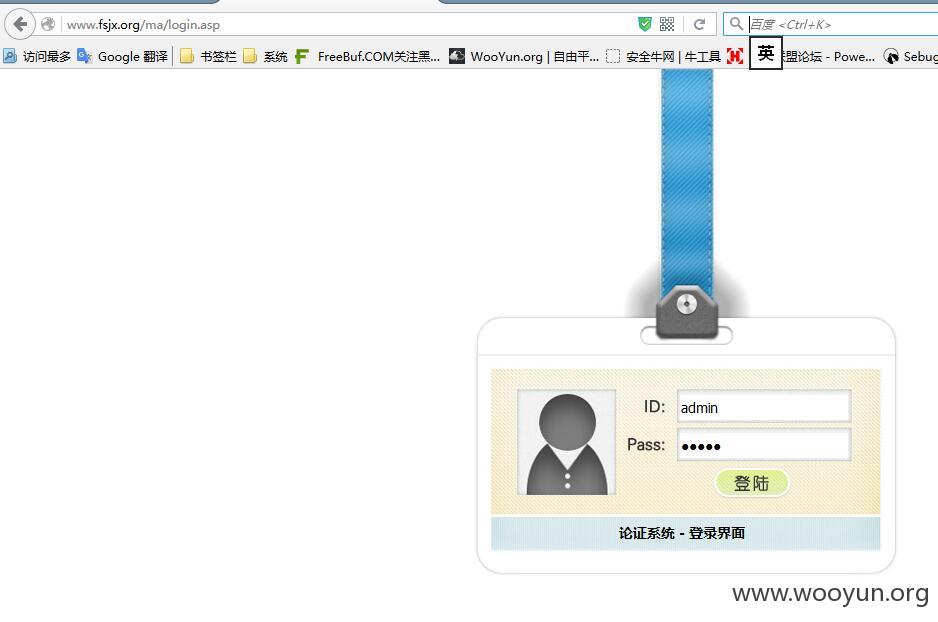 www.fsjx.org/ma/login.asp
百度 <Ctrl+K>
访问最多 Google 翻译 书签栏 系统 FreeBuf.COM关注黑... WooYun.org | 自由平... 安全牛网 | 牛工具 英 联盟论坛 - Powe... Sebug
ID: admin
Pass: •••••
登陆
论证系统 - 登录界面
www.wooyun.org